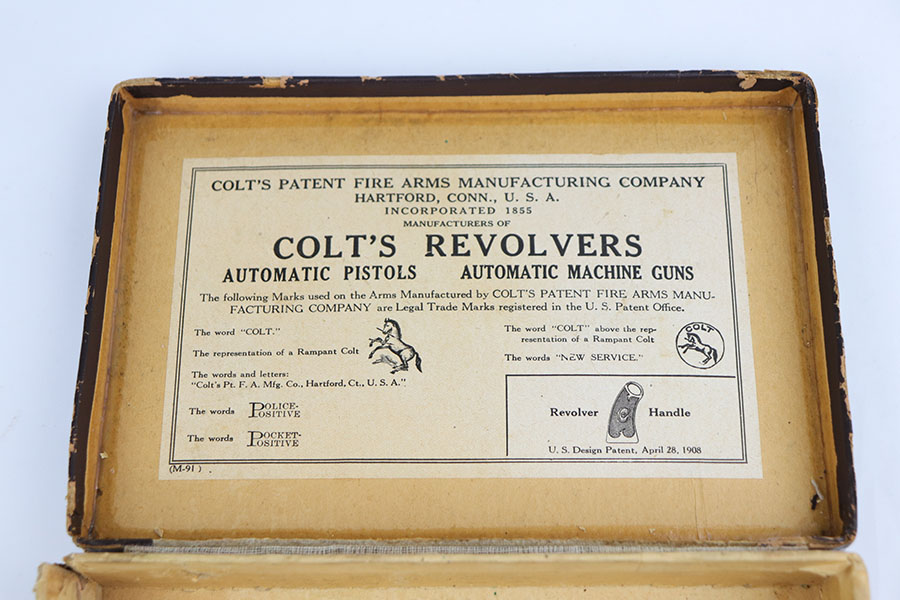 COLT'S PATENT FIRE ARMS MANUFACTURING COMPANY
HARTFORD, CONN., U. S. A.
INCORPORATED 1855
MANUFACTURERS OF
COLT'S REVOLVERS
AUTOMATIC PISTOLS AUTOMATIC MACHINE GUNS
The following Marks used on the Arms Manufactured by COLT'S PATENT FIRE ARMS MANU-
FACTURING COMPANY are Legal Trade Marks registered in the U. S. Patent Office.
The word "COLT."
The representation of a Rampant Colt
The words and letters:
"Colt's Pt. F. A. Mfg. Co., Hartford, Ct., U. S. A."
The words POLICE-
POSITIVE
The words POCKET-
POSITIVE
The word "COLT" above the rep-
resentation of a Rampant Colt
COLT
The words "NEW SERVICE."
Revolver Handle
U. S. Design Patent, April 28, 1908
(M-91)